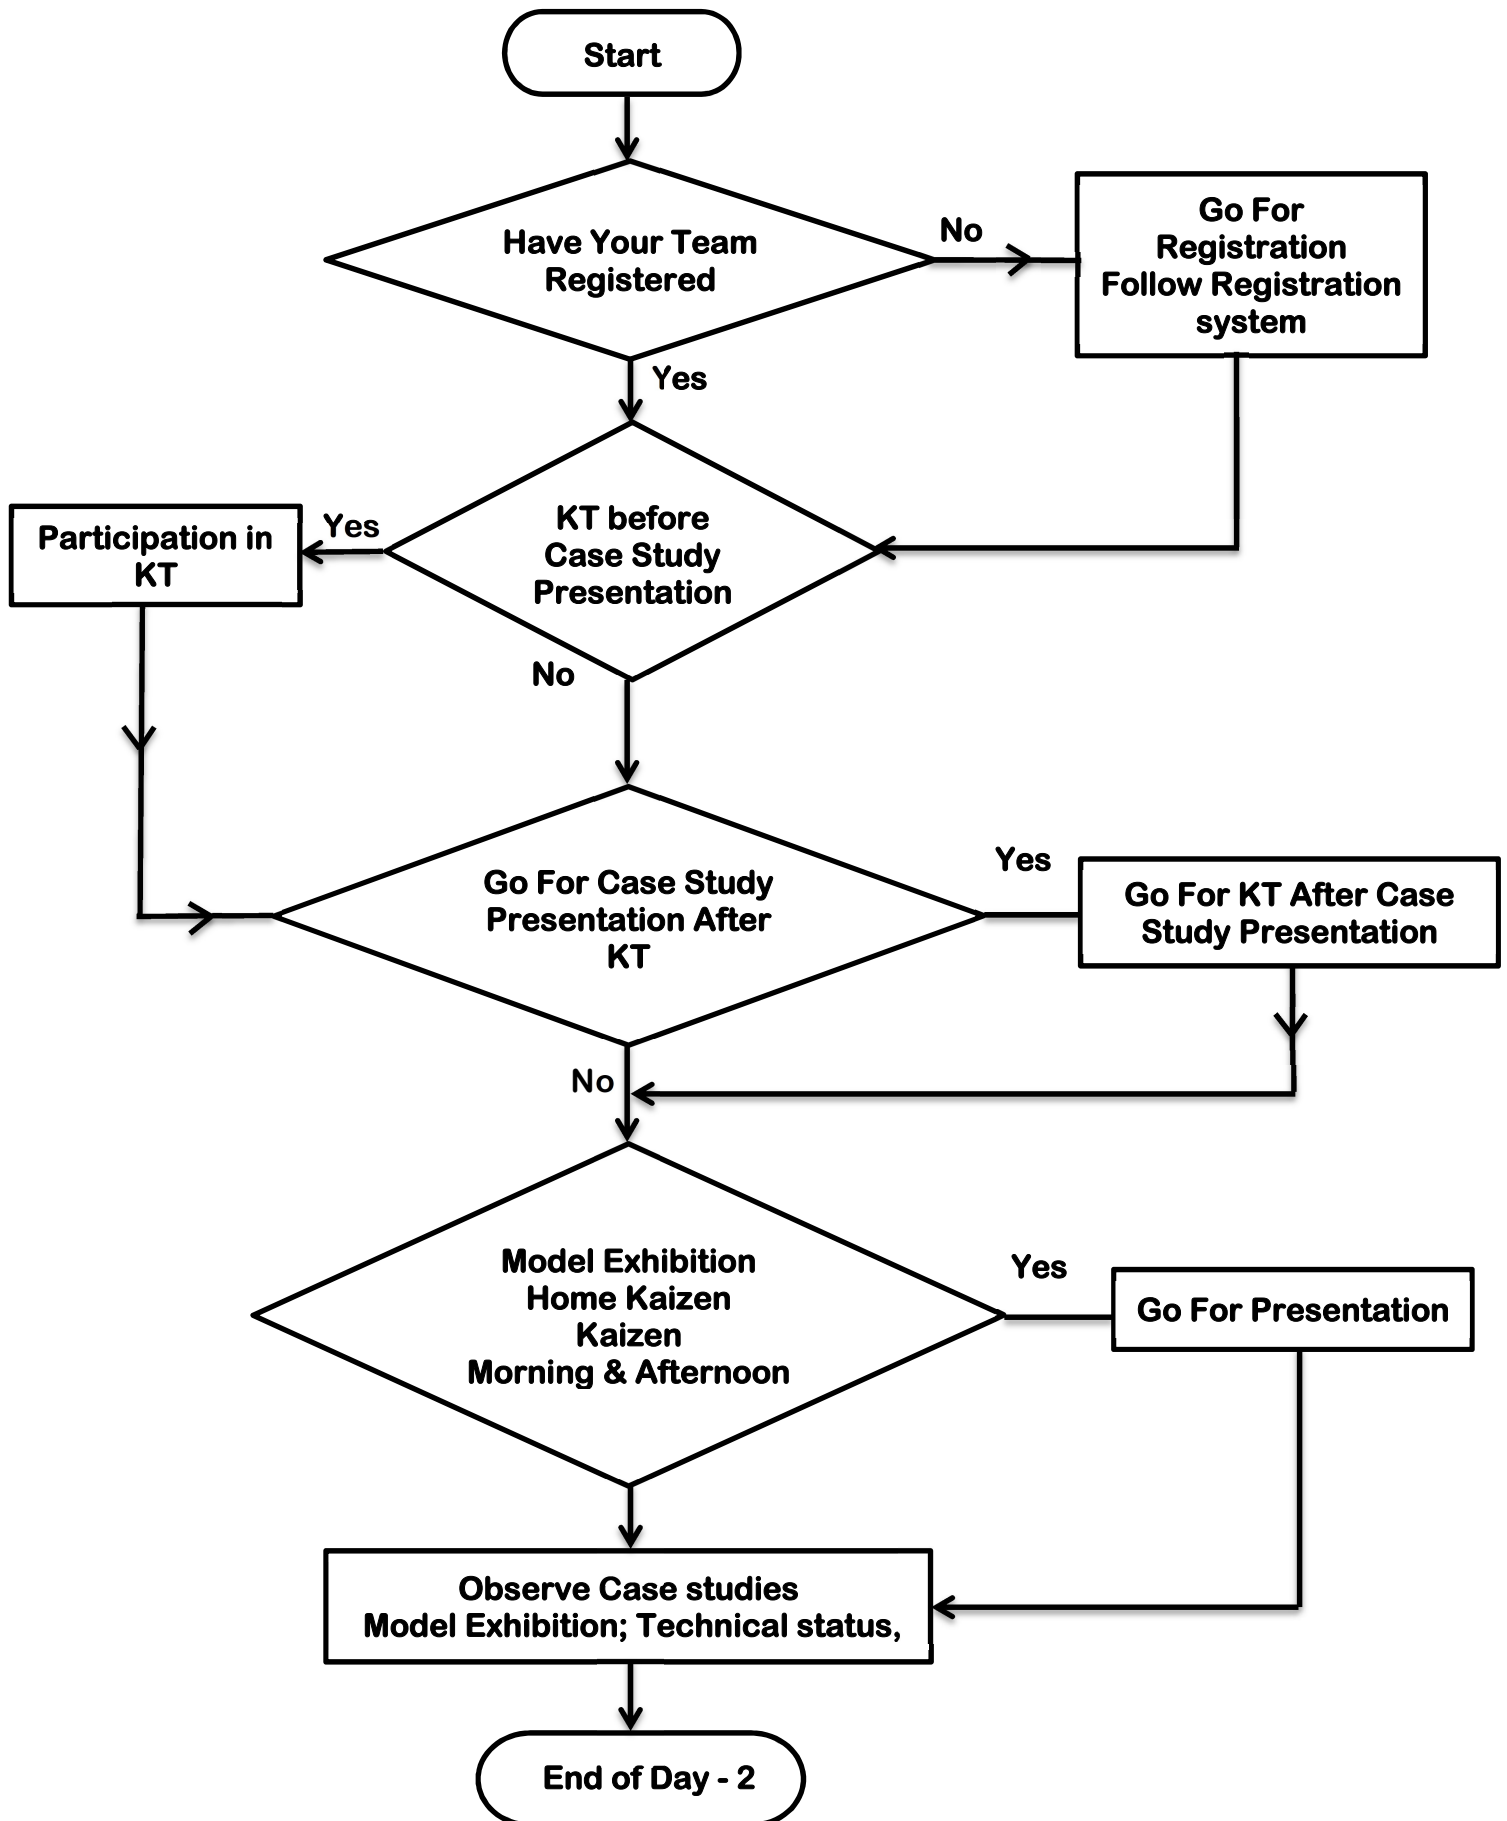 Start
Have Your Team
Registered
No
Go For
Registration
Follow Registration
system
Yes
KT before
Case Study
Presentation
Yes
Participation in
KT
No
Go For Case Study
Presentation After
KT
Yes
Go For KT After Case
Study Presentation
No
Model Exhibition
Home Kaizen
Kaizen
Morning & Afternoon
Yes
Go For Presentation
Observe Case studies
Model Exhibition; Technical status,
End of Day - 2